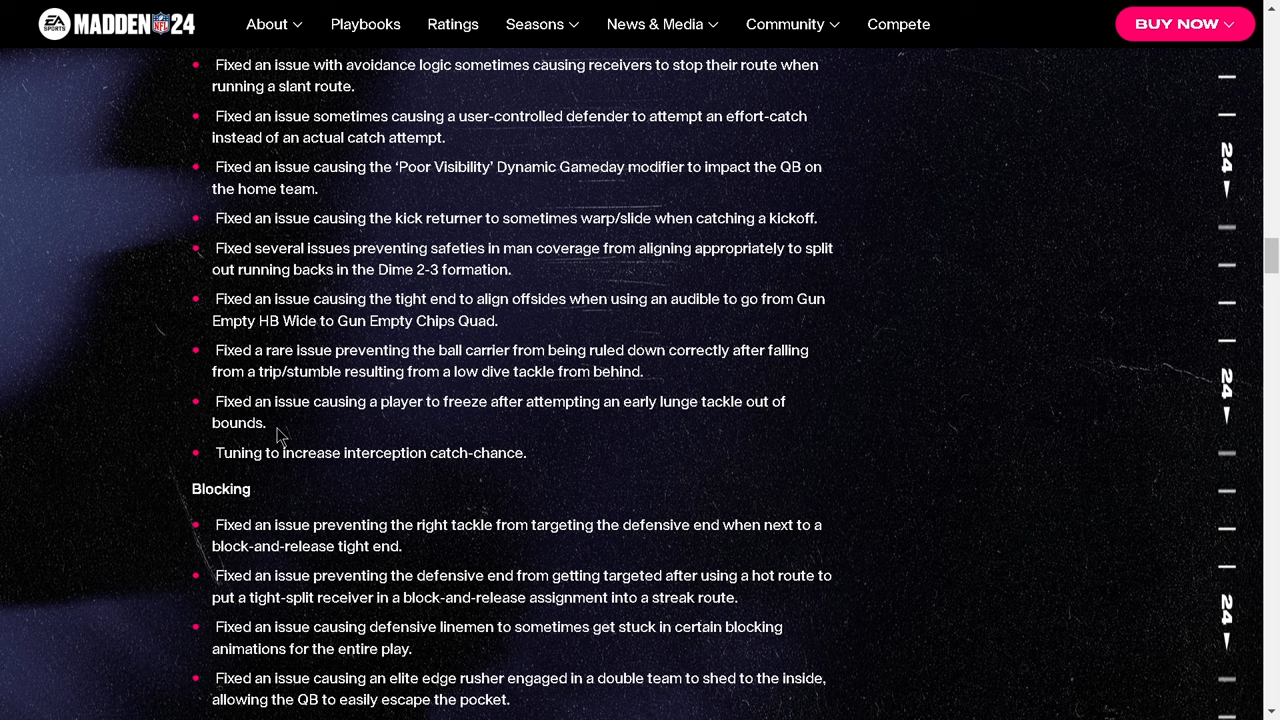 EA SPORTS MADDEN NFL 24 About Playbooks Ratings Seasons News & Media Community Compete BUY NOW
Fixed an issue with avoidance logic sometimes causing receivers to stop their route when
running a slant route.
Fixed an issue sometimes causing a user-controlled defender to attempt an effort-catch
instead of an actual catch attempt.
Fixed an issue causing the ‘Poor Visibility’ Dynamic Gameday modifier to impact the QB on
the home team.
Fixed an issue causing the kick returner to sometimes warp/slide when catching a kickoff.
Fixed several issues preventing safeties in man coverage from aligning appropriately to split
out running backs in the Dime 2-3 formation.
Fixed an issue causing the tight end to align offsides when using an audible to go from Gun
Empty HB Wide to Gun Empty Chips Quad.
Fixed a rare issue preventing the ball carrier from being ruled down correctly after falling
from a trip/stumble resulting from a low dive tackle from behind.
Fixed an issue causing a player to freeze after attempting an early lunge tackle out of
bounds.
Tuning to increase interception catch-chance.
Blocking
Fixed an issue preventing the right tackle from targeting the defensive end when next to a
block-and-release tight end.
Fixed an issue preventing the defensive end from getting targeted after using a hot route to
put a tight-split receiver in a block-and-release assignment into a streak route.
Fixed an issue causing defensive linemen to sometimes get stuck in certain blocking
animations for the entire play.
Fixed an issue causing an elite edge rusher engaged in a double team to shed to the inside,
allowing the QB to easily escape the pocket.
24
24
24